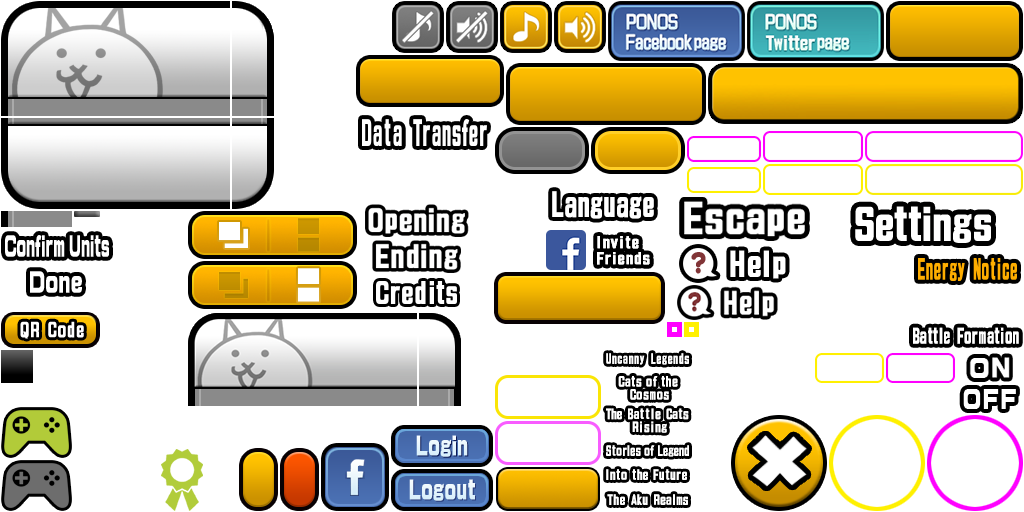 PONOS
Facebook page
PONOS
Twitter page
Data Transfer
Language
Escape
Settings
Confirm Units
Done
Opening
Ending
Credits
Invite
Friends
Help
Energy Notice
Help
QR Code
Battle Formation
Uncanny Legends
Cats of the
Cosmos
The Battle Cats
Rising
Stories of Legend
Into the Future
The Aku Realms
ON
OFF
Login
Logout